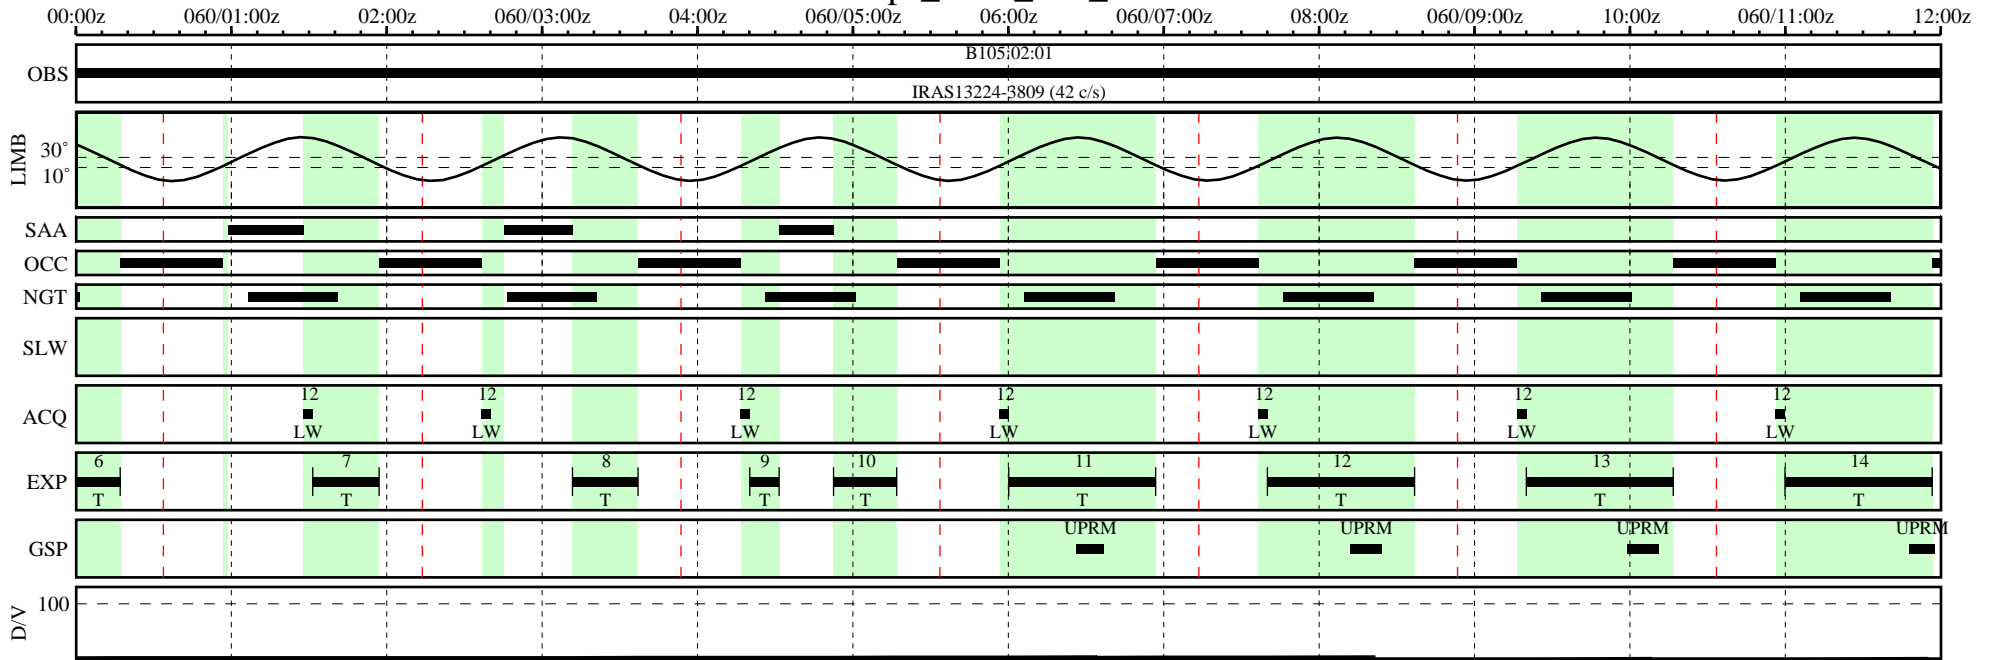 00:00z 060/01:00z 02:00z 060/03:00z 04:00z 060/05:00z 06:00z 060/07:00z 08:00z 060/09:00z 10:00z 060/11:00z 12:00z
B105:02:01
OBS
IRAS13224-3809 (42 c/s)
LIMB
30°
10°
SAA
OCC
NGT
SLW
12 12 12 12 12 12 12
ACQ
LW LW LW LW LW LW LW
6 7 8 9 10 11 12 13 14
EXP
T T T T T T T T T
UPRM UPRM UPRM UPRM
GSP
100
D/V